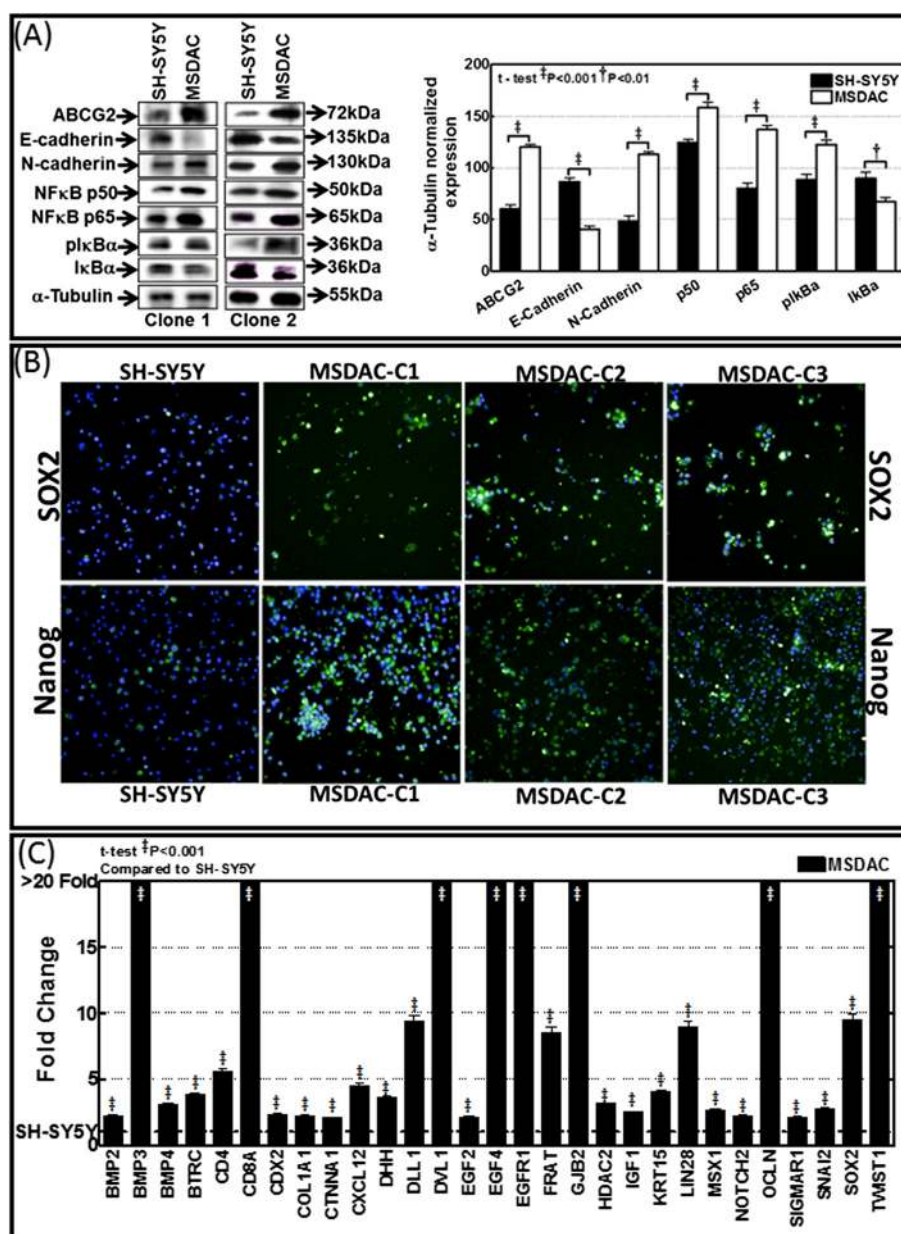 (A)
SH-SY5Y MSDAC SH-SY5Y MSDAC
ABCG2 72kDa
E-cadherin 135kDa
N-cadherin 130kDa
NFκB p50 50kDa
NFκB p65 65kDa
pIκBα 36kDa
IκBα 36kDa
α-Tubulin 55kDa
Clone 1 Clone 2
t-test ‡P<0.001 †P<0.01
SH-SY5Y
MSDAC
α-Tubulin normalized
expression
200
150
100
50
0
‡ ‡ ‡ ‡ ‡ ‡ †
ABCG2 E-Cadherin N-Cadherin p50 p65 pIkBa IkBa
(B)
SH-SY5Y MSDAC-C1 MSDAC-C2 MSDAC-C3
SOX2 SOX2
Nanog Nanog
SH-SY5Y MSDAC-C1 MSDAC-C2 MSDAC-C3
(C)
t-test ‡P<0.001
Compared to SH-SY5Y
MSDAC
Fold Change
>20 Fold
15
10
5
SH-SY5Y
0
‡ ‡ ‡ ‡ ‡ ‡ ‡ ‡ ‡ ‡ ‡ ‡ ‡ ‡ ‡ ‡ ‡ ‡ ‡ ‡ ‡ ‡ ‡ ‡ ‡ ‡ ‡ ‡ ‡
BMP2 BMP3 BMP4 BTRC CD4 CD8A CDX2 COL1A1 CTNNA1 CXCL12 DHH DLL1 DVL1 EGF2 EGF4 EGFR1 FRAT GJB2 HDAC2 IGF1 KRT15 LIN28 MSX1 NOTCH2 OCLN SIGMAR1 SNAI2 SOX2 TWIST1